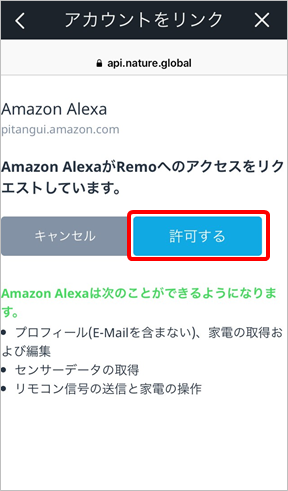 アカウントをリンク
api.nature.global
Amazon Alexa
pitangui.amazon.com
Amazon AlexaがRemoへのアクセスをリク
エストしています。
キャンセル 許可する
Amazon Alexaは次のことができるようになりま
す。
• プロフィール(E-Mailを含まない)、家電の取得お
よび編集
• センサーデータの取得
• リモコン信号の送信と家電の操作